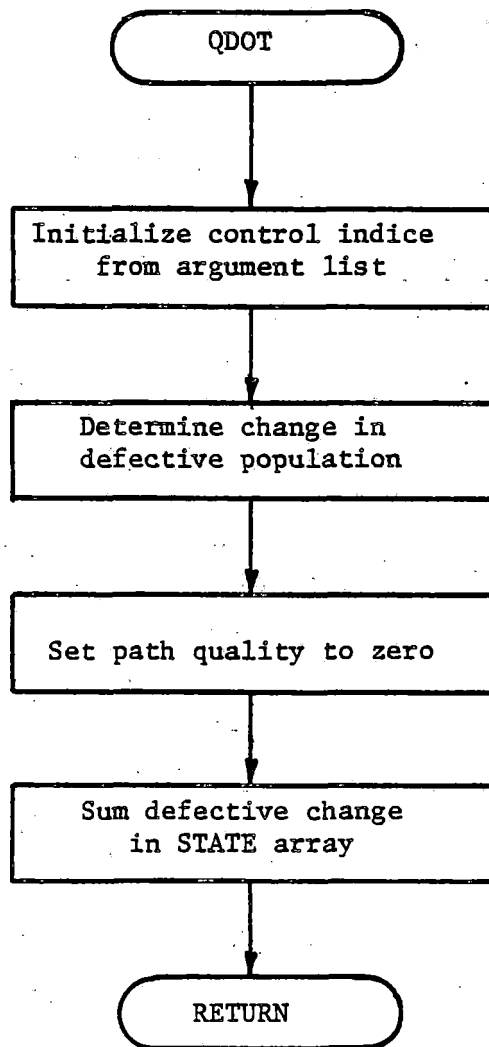 QDOT
Initialize control indice
from argument list
Determine change in
defective population
Set path quality to zero
Sum defective change
in STATE array
RETURN